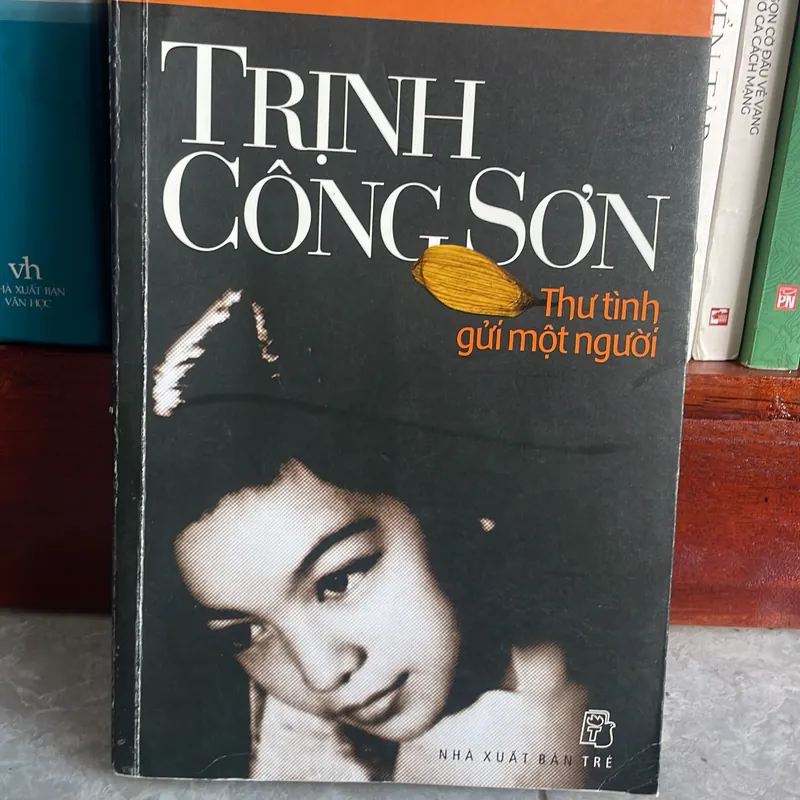 TRỊNH
CÔNG SƠN
Thư tình
gửi một người
NHÀ XUẤT BẢN TRẺ
T
vh
NHÀ XUẤT BẢN
VĂN HỌC